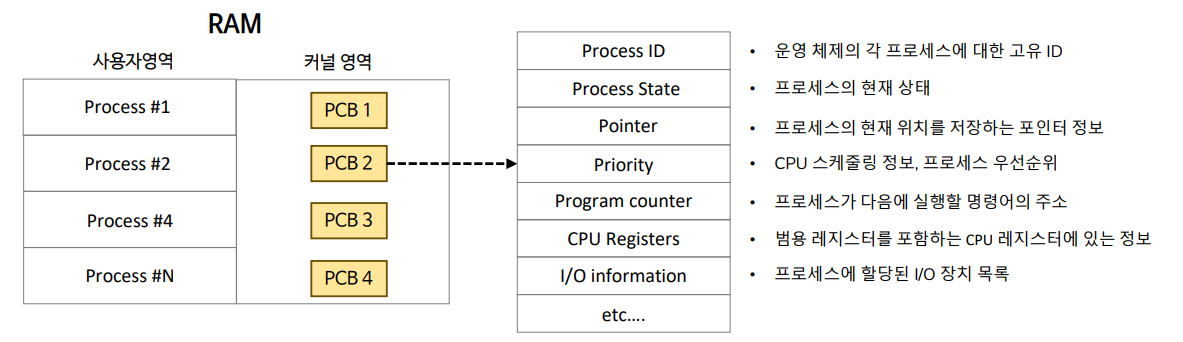 RAM
사용자영역
커널 영역
Process #1
PCB 1
Process #2
PCB 2
Process #4
PCB 3
Process #N
PCB 4
Process ID
• 운영 체제의 각 프로세스에 대한 고유 ID
Process State
• 프로세스의 현재 상태
Pointer
• 프로세스의 현재 위치를 저장하는 포인터 정보
Priority
• CPU 스케줄링 정보, 프로세스 우선순위
Program counter
• 프로세스가 다음에 실행할 명령어의 주소
CPU Registers
• 범용 레지스터를 포함하는 CPU 레지스터에 있는 정보
I/O information
• 프로세스에 할당된 I/O 장치 목록
etc....